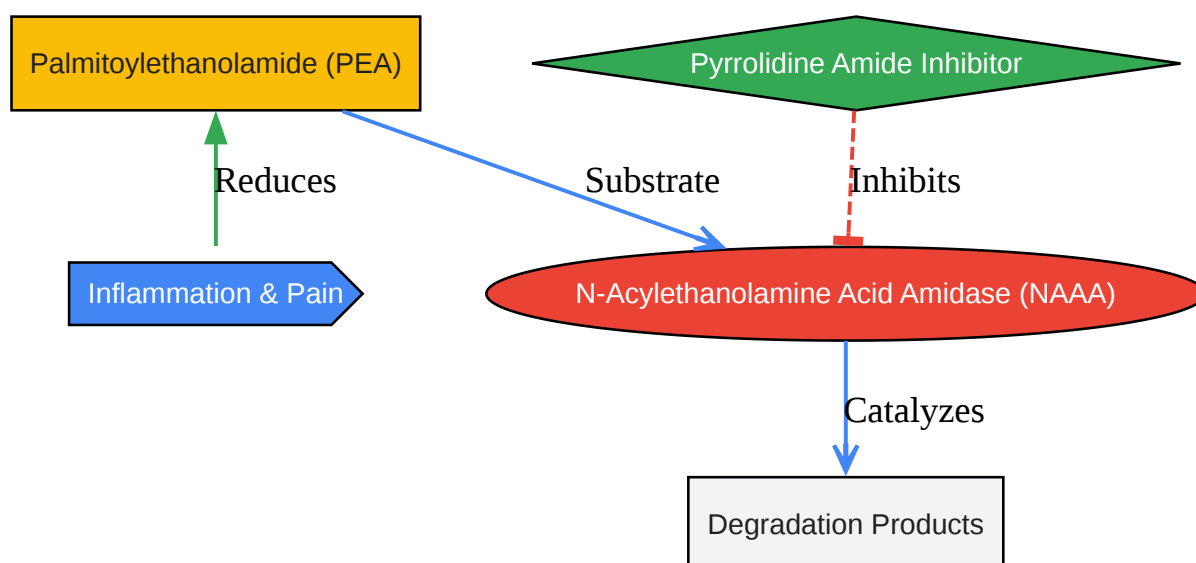 Palmitoylethanolamide (PEA)
Pyrrolidine Amide Inhibitor
Reduces
Substrate
Inhibits
Inflammation & Pain
N-Acylethanolamine Acid Amidase (NAAA)
Catalyzes
Degradation Products